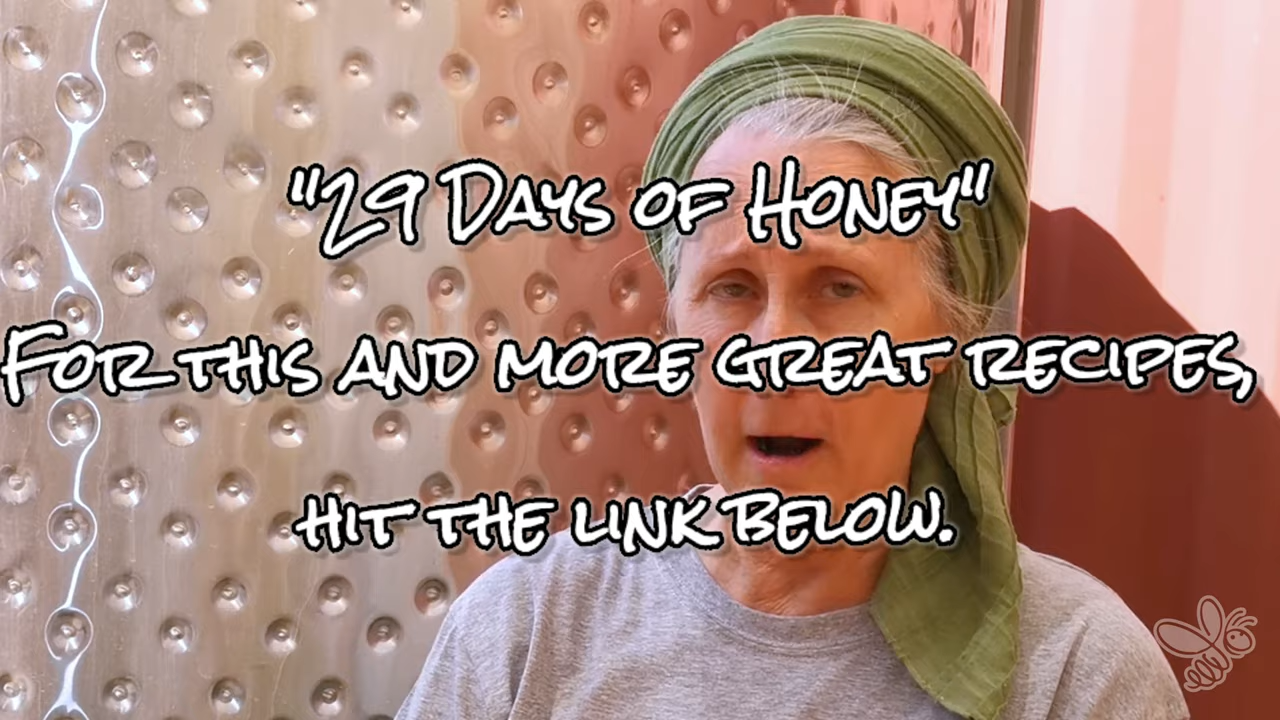 "29 Days of Honey"
For this and more great recipes,
hit the link below.